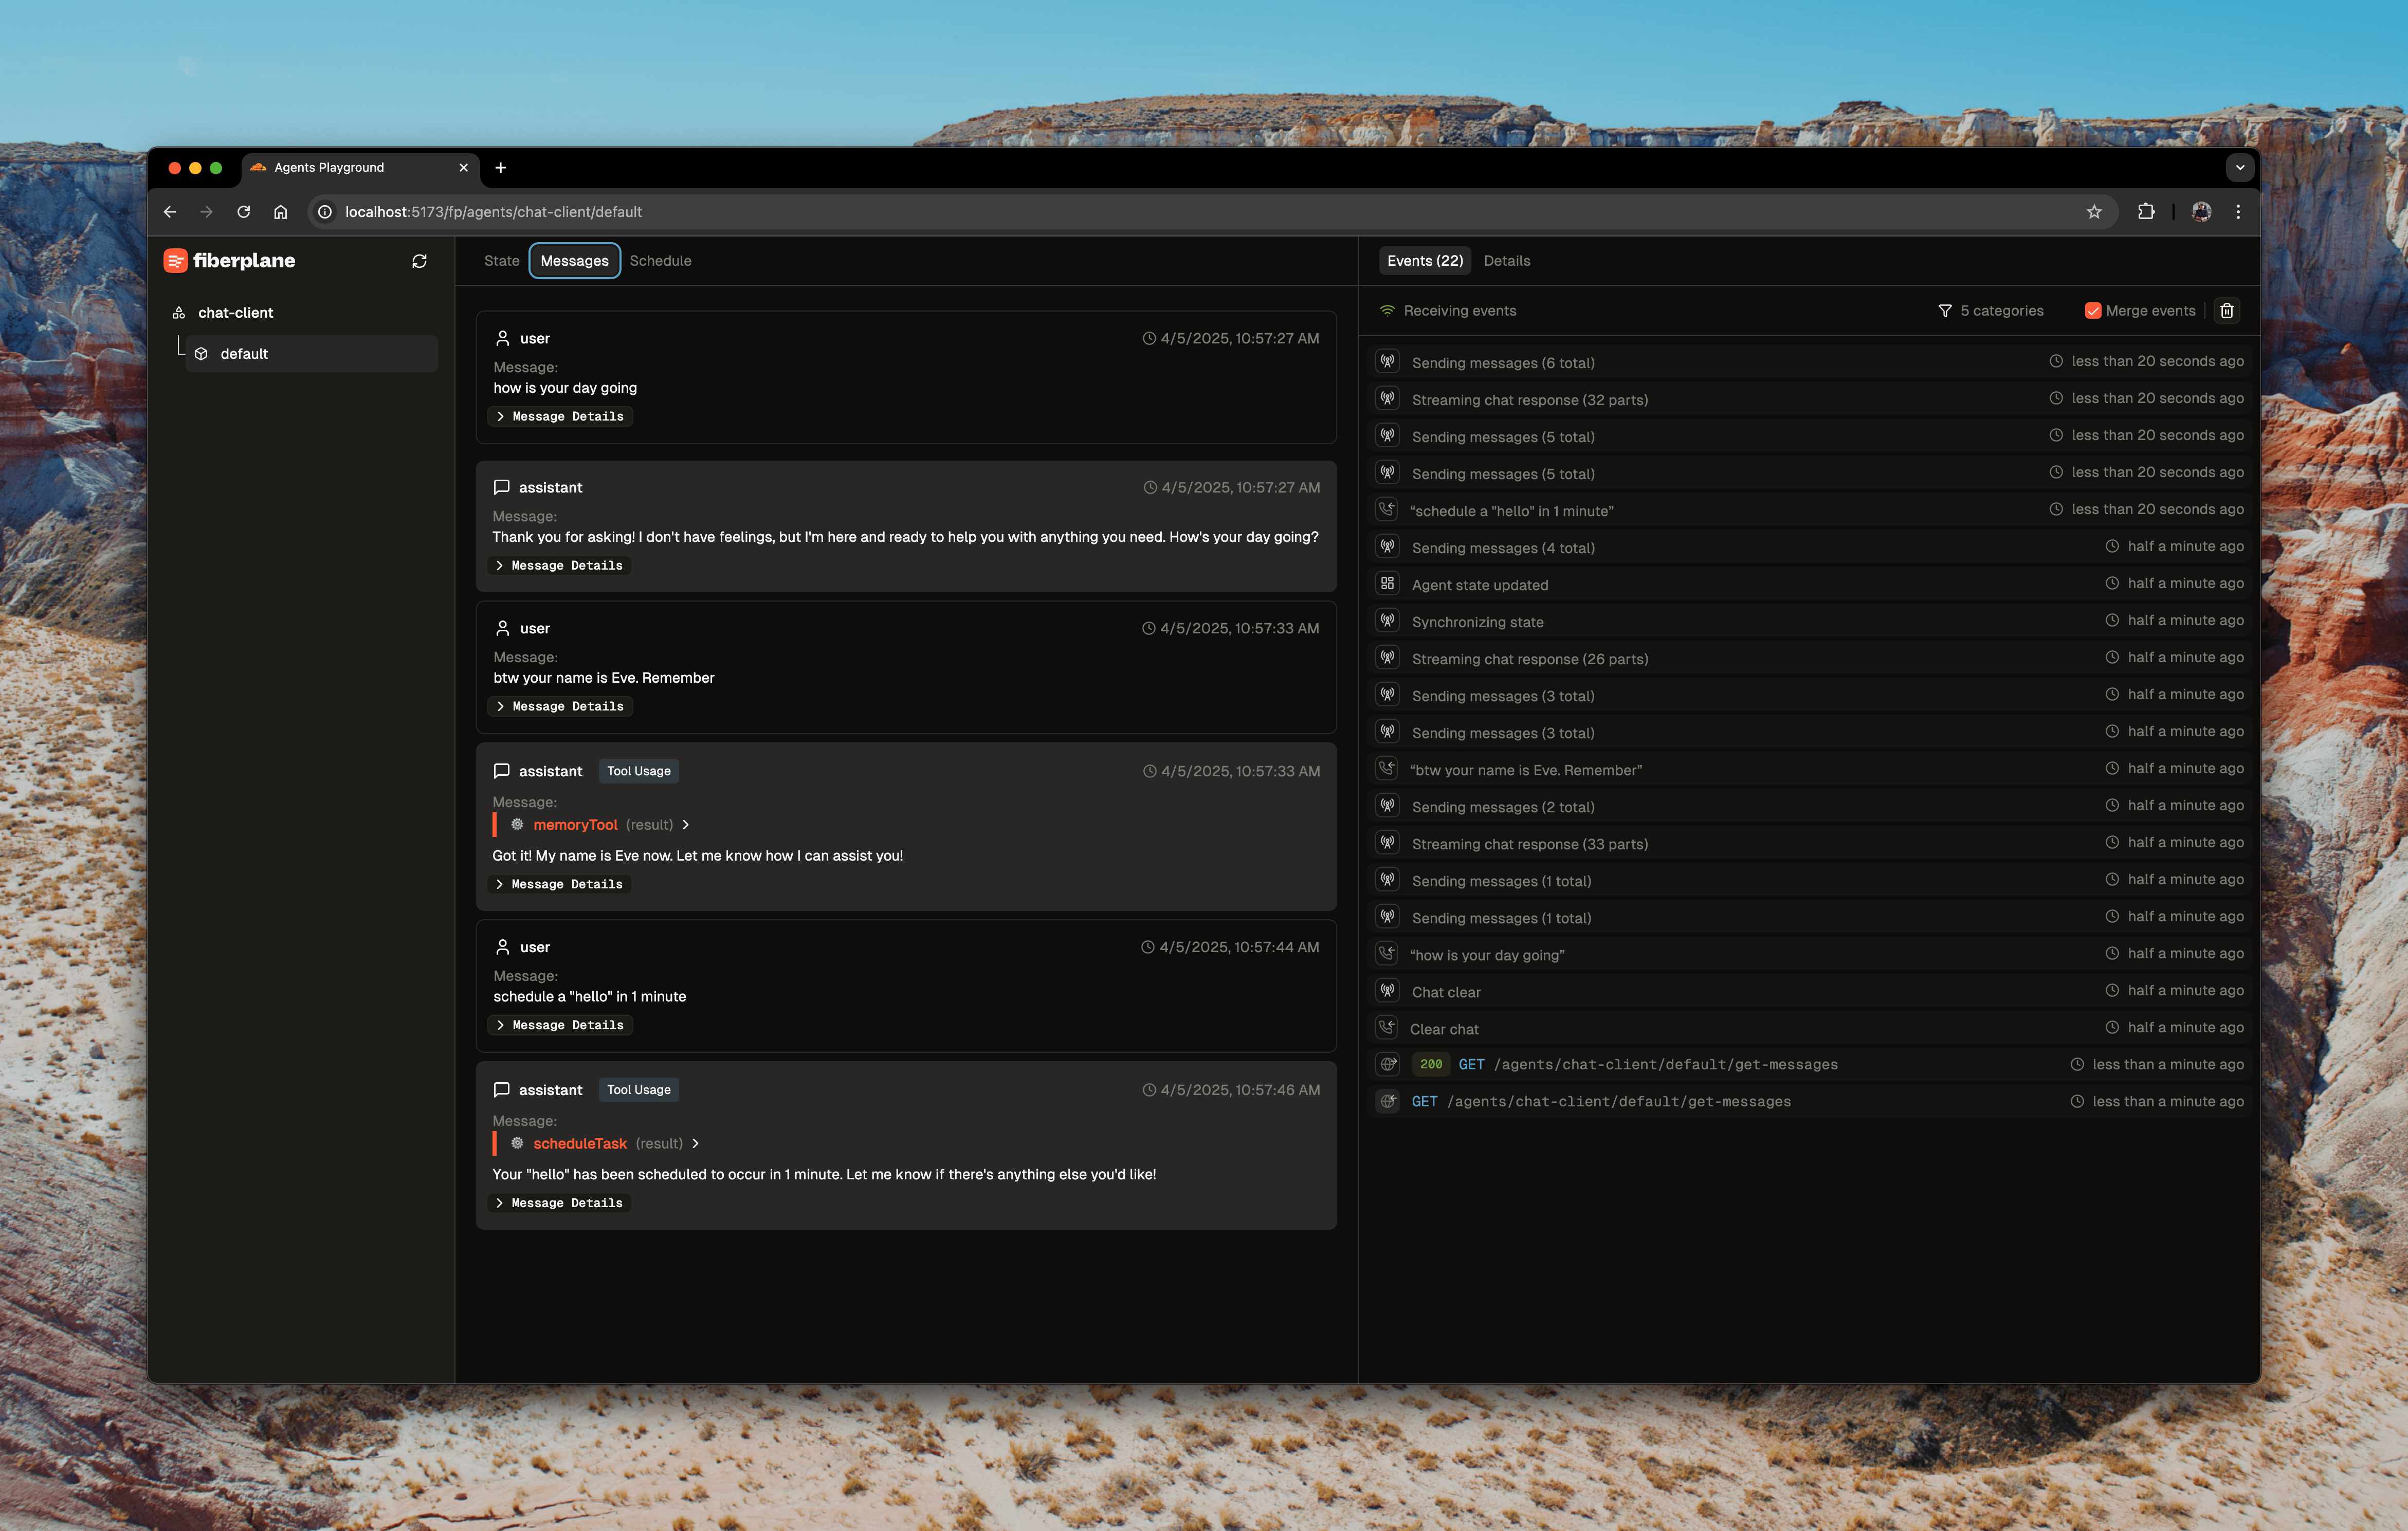 Agents Playground
localhost:5173/fp/agents/chat-client/default
fiberplane
chat-client
default
State Messages Schedule
user 4/5/2025, 10:57:27 AM
Message:
how is your day going
Message Details
assistant 4/5/2025, 10:57:27 AM
Message:
Thank you for asking! I don't have feelings, but I'm here and ready to help you with anything you need. How's your day going?
Message Details
user 4/5/2025, 10:57:33 AM
Message:
btw your name is Eve. Remember
Message Details
assistant Tool Usage 4/5/2025, 10:57:33 AM
Message:
memoryTool (result)
Got it! My name is Eve now. Let me know how I can assist you!
Message Details
user 4/5/2025, 10:57:44 AM
Message:
schedule a "hello" in 1 minute
Message Details
assistant Tool Usage 4/5/2025, 10:57:46 AM
Message:
scheduleTask (result)
Your "hello" has been scheduled to occur in 1 minute. Let me know if there's anything else you'd like!
Message Details
Events (22) Details
Receiving events 5 categories Merge events
Sending messages (6 total) less than 20 seconds ago
Streaming chat response (32 parts) less than 20 seconds ago
Sending messages (5 total) less than 20 seconds ago
Sending messages (5 total) less than 20 seconds ago
“schedule a "hello" in 1 minute” less than 20 seconds ago
Sending messages (4 total) half a minute ago
Agent state updated half a minute ago
Synchronizing state half a minute ago
Streaming chat response (26 parts) half a minute ago
Sending messages (3 total) half a minute ago
Sending messages (3 total) half a minute ago
“btw your name is Eve. Remember” half a minute ago
Sending messages (2 total) half a minute ago
Streaming chat response (33 parts) half a minute ago
Sending messages (1 total) half a minute ago
Sending messages (1 total) half a minute ago
“how is your day going” half a minute ago
Chat clear half a minute ago
Clear chat half a minute ago
200 GET /agents/chat-client/default/get-messages less than a minute ago
GET /agents/chat-client/default/get-messages less than a minute ago